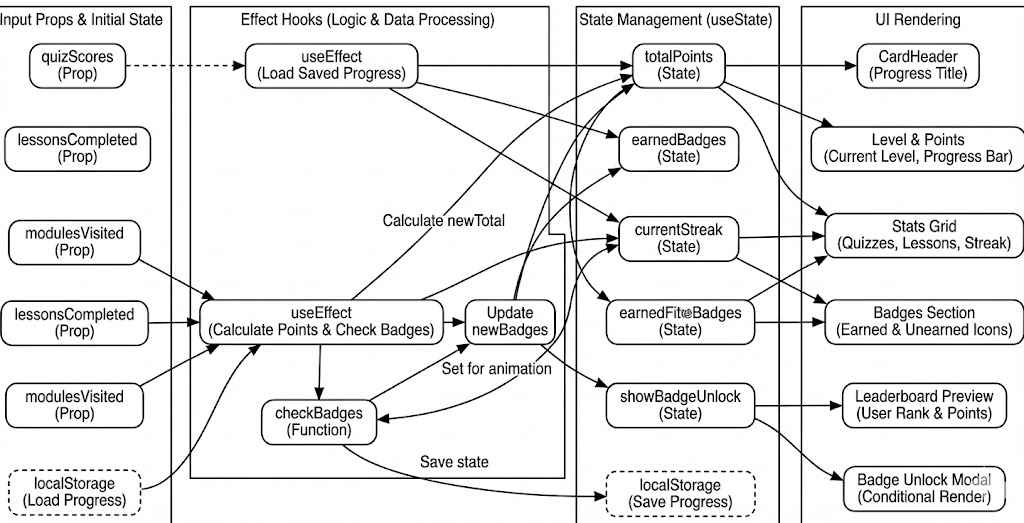 Input Props & Initial State
quizScores
(Prop)
lessonsCompleted
(Prop)
modulesVisited
(Prop)
lessonsCompleted
(Prop)
modulesVisited
(Prop)
localStorage
(Load Progress)
Effect Hooks (Logic & Data Processing)
useEffect
(Load Saved Progress)
Calculate newTotal
useEffect
(Calculate Points & Check Badges)
Update
newBadges
Set for animation
checkBadges
(Function)
Save state
State Management (useState)
totalPoints
(State)
earnedBadges
(State)
currentStreak
(State)
(State)
showBadgeUnlock
(State)
localStorage
(Save Progress)
UI Rendering
CardHeader
(Progress Title)
Level & Points
(Current Level, Progress Bar)
Stats Grid
(Quizzes, Lessons, Streak)
Badges Section
(Earned & Unearned Icons)
Leaderboard Preview
(User Rank & Points)
Badge Unlock Modal
(Conditional Render)